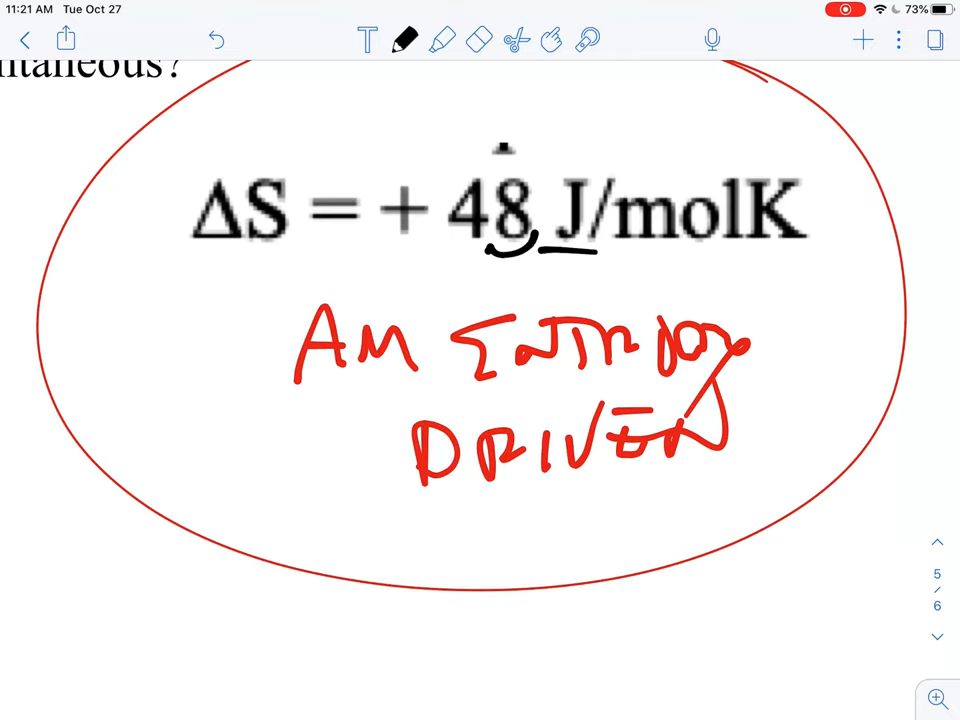 11:21 AM Tue Oct 27
73%
ntaneous?
ΔS = + 48 J/molK
AM ENTROPY
DRIVEN
5
/
6